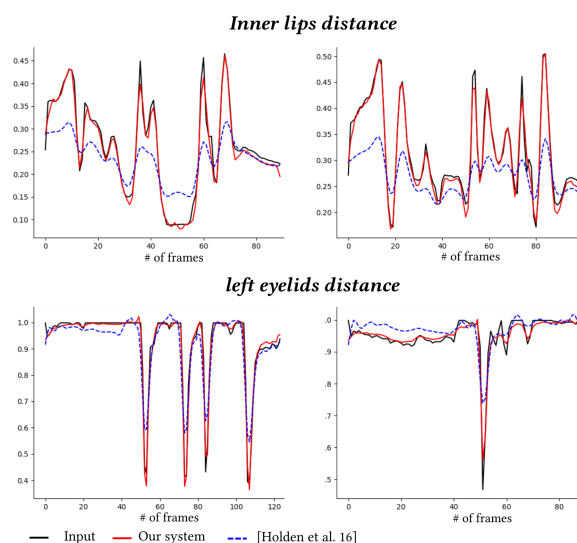 Inner lips distance
0.45
0.40
0.35
0.30
0.25
0.20
0.15
0.10
0 20 40 60 80
# of frames
0.50
0.45
0.40
0.35
0.30
0.25
0.20
0 20 40 60 80
# of frames
left eyelids distance
1.0
0.9
0.8
0.7
0.6
0.5
0.4
0 20 40 60 80 100 120
# of frames
.0
.9
.8
.7
.6
.5
0 20 40 60 80
# of frames
Input Our system [Holden et al. 16]